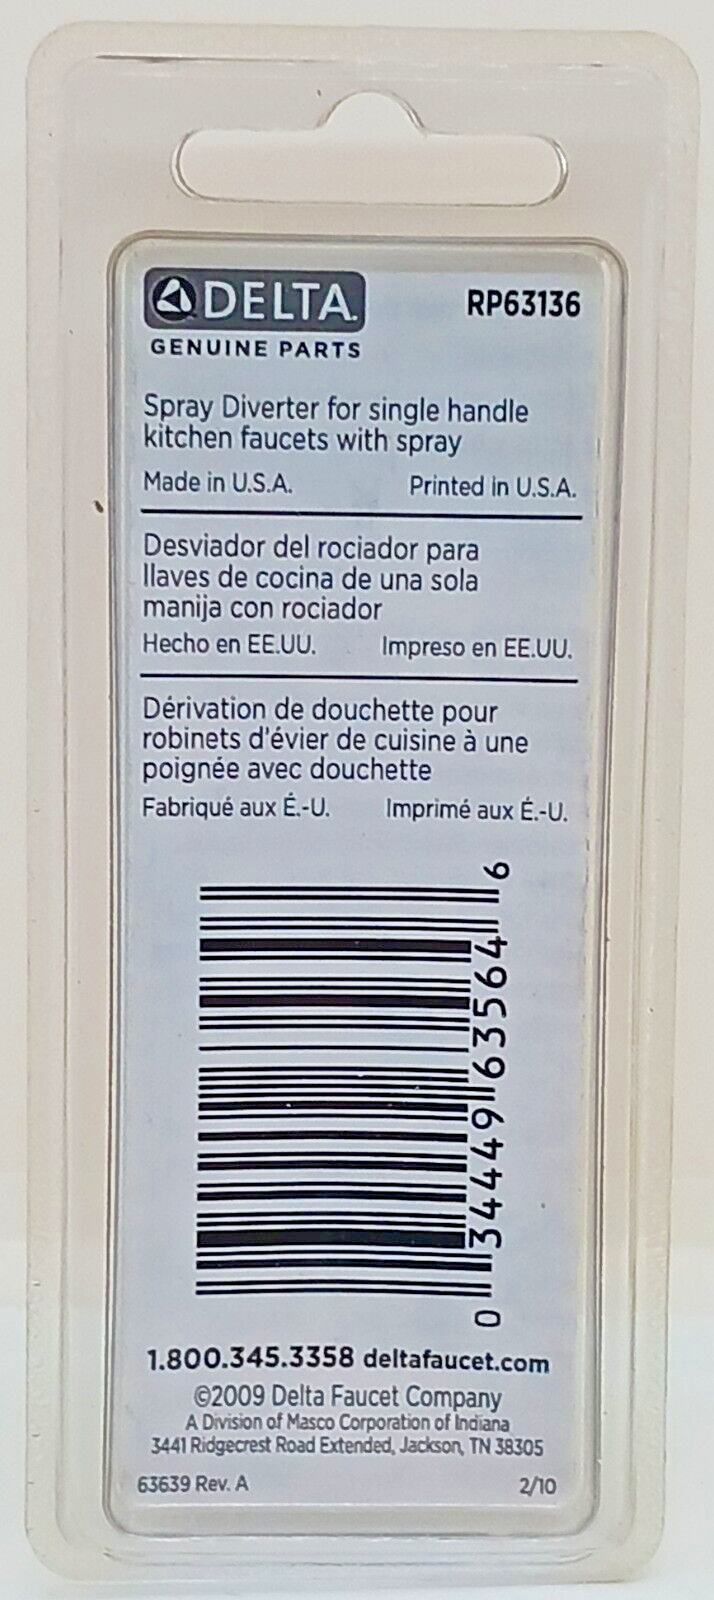 DELTA
RP63136
GENUINE PARTS
Spray Diverter for single handle
kitchen faucets with spray
Made in U.S.A. Printed in U.S.A.
Desviador del rociador para
llaves de cocina de una sola
manija con rociador
Hecho en EE.UU. Impreso en EE.UU.
Dérivation de douchette pour
robinets d'évier de cuisine à une
poignée avec douchette
Fabriqué aux É.-U. Imprimé aux É.-U.
0 34449 63564 6
1.800.345.3358 deltafaucet.com
©2009 Delta Faucet Company
A Division of Masco Corporation of Indiana
3441 Ridgecrest Road Extended, Jackson, TN 38305
63639 Rev. A 2/10